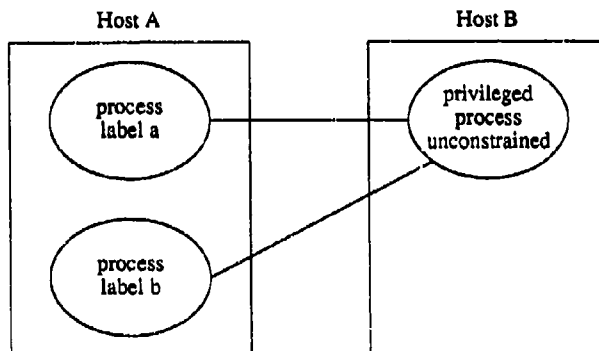 Host A
Host B
process
label a
privileged
process
unconstrained
process
label b